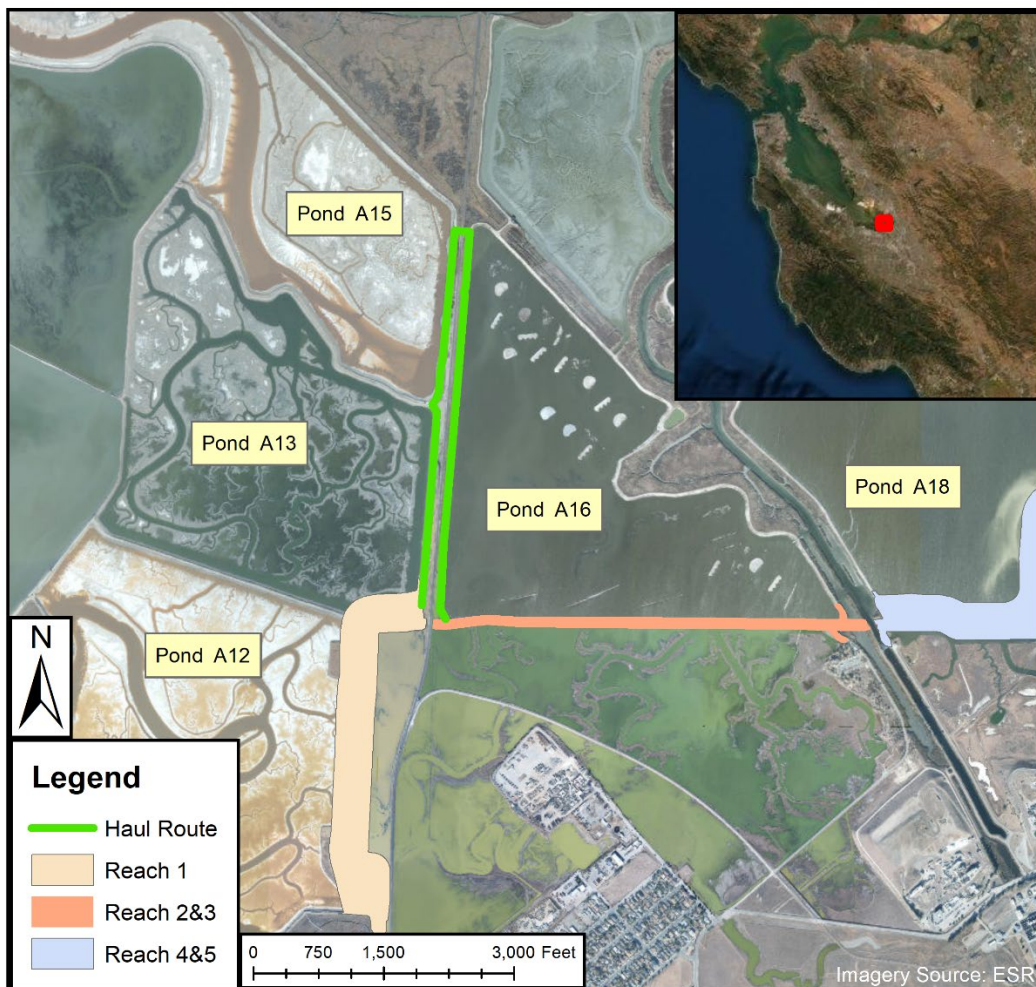 Pond A15
Pond A13
Pond A16
Pond A18
Pond A12
N
Legend
Haul Route
Reach 1
Reach 2&3
Reach 4&5
0 750 1,500 3,000 Feet
Imagery Source: ESR